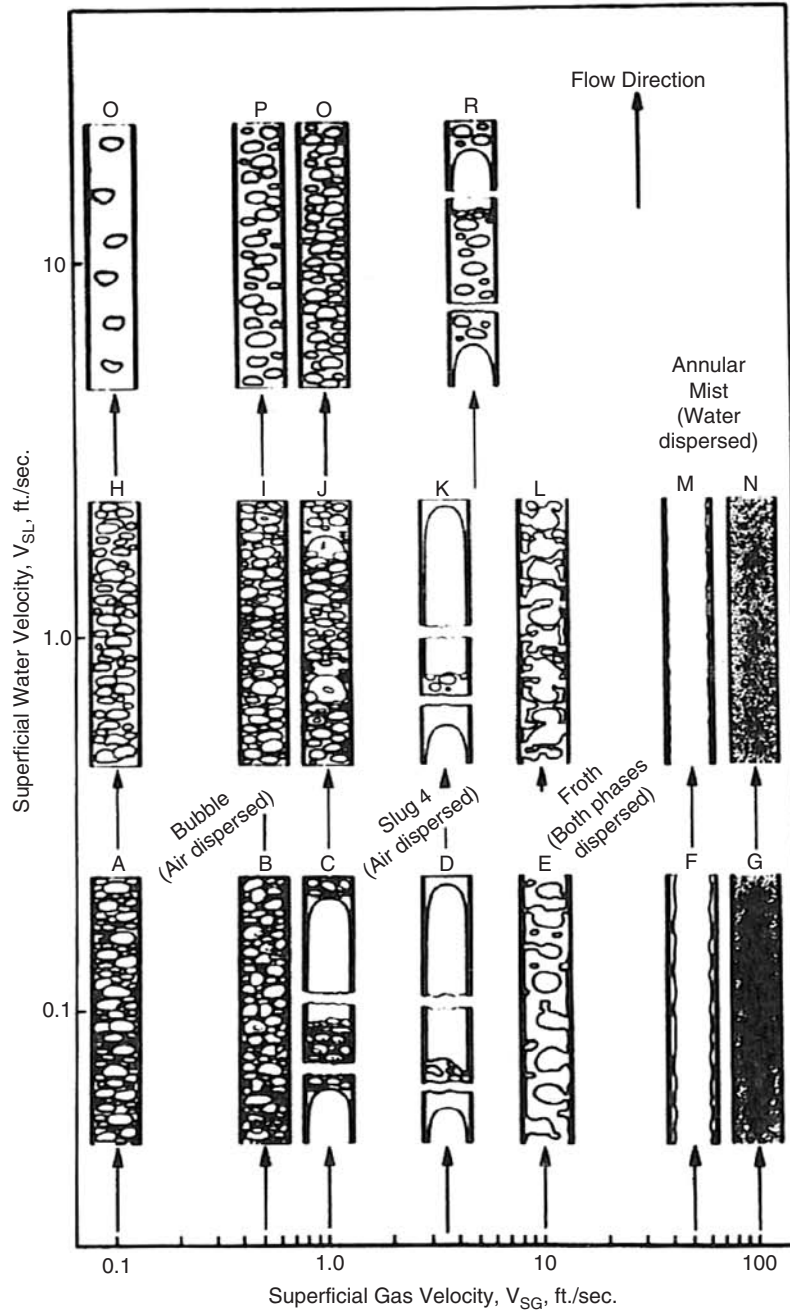 O P O R
Flow Direction
10
Annular
Mist
(Water
dispersed)
H I J K L M N
Superficial Water Velocity, V_SL, ft./sec.
1.0
Bubble
(Air dispersed)
Slug 4
(Air dispersed)
Froth
(Both phases
dispersed)
A B C D E F G
0.1
0.1 1.0 10 100
Superficial Gas Velocity, V_SG, ft./sec.